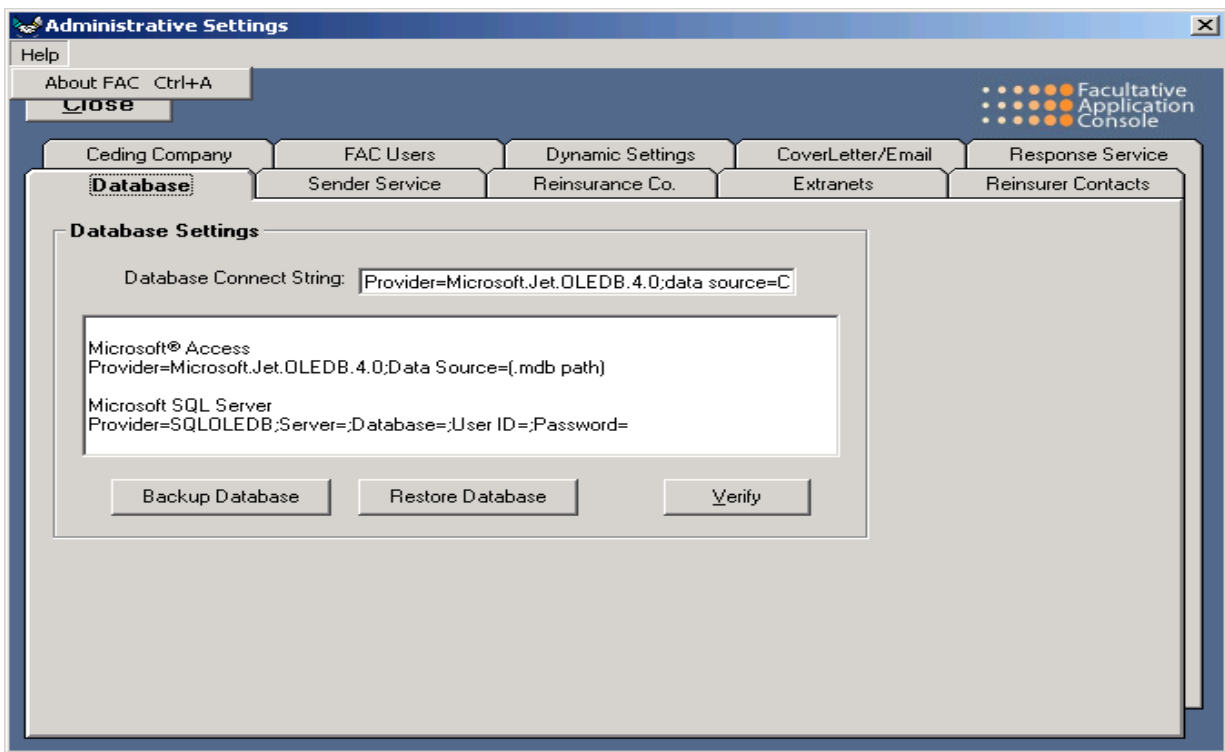 Administrative Settings
Help
About FAC Ctrl+A
Close
Facultative
Application
Console
Ceding Company FAC Users Dynamic Settings CoverLetter/Email Response Service
Database Sender Service Reinsurance Co. Extranets Reinsurer Contacts
Database Settings
Database Connect String: Provider=Microsoft.Jet.OLEDB.4.0;data source=C
Microsoft® Access
Provider=Microsoft.Jet.OLEDB.4.0;Data Source=(.mdb path)
Microsoft SQL Server
Provider=SQLOLEDB;Server=;Database=;User ID=;Password=
Backup Database Restore Database Verify